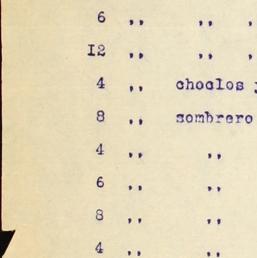 6 ,, ,, ,
12 ,, ,, ,
4 ,, choclos y
8 ,, sombrero
4 ,, ,,
6 ,, ,,
8 ,, ,,
4 ,, ,,